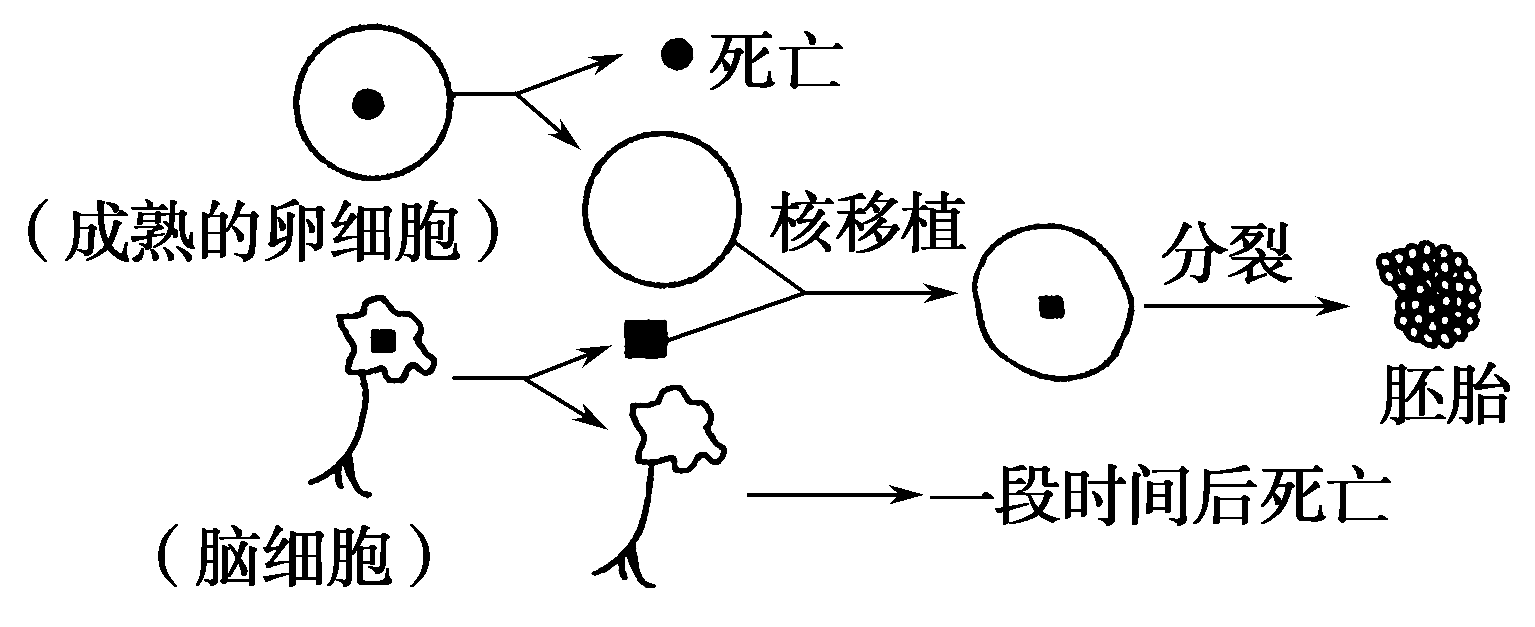 死亡
（成熟的卵细胞）
核移植
分裂
胚胎
一段时间后死亡
（脑细胞）